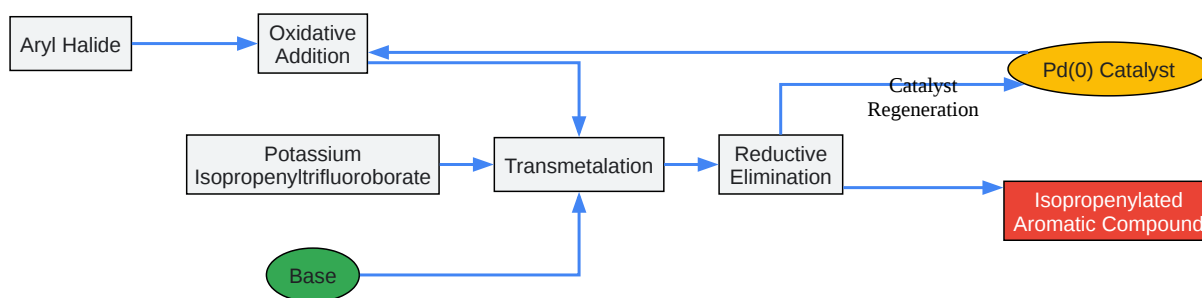 Aryl Halide
Oxidative
Addition
Pd(0) Catalyst
Catalyst
Regeneration
Potassium
Isopropenyltrifluoroborate
Transmetalation
Reductive
Elimination
Isopropenylated
Aromatic Compound
Base